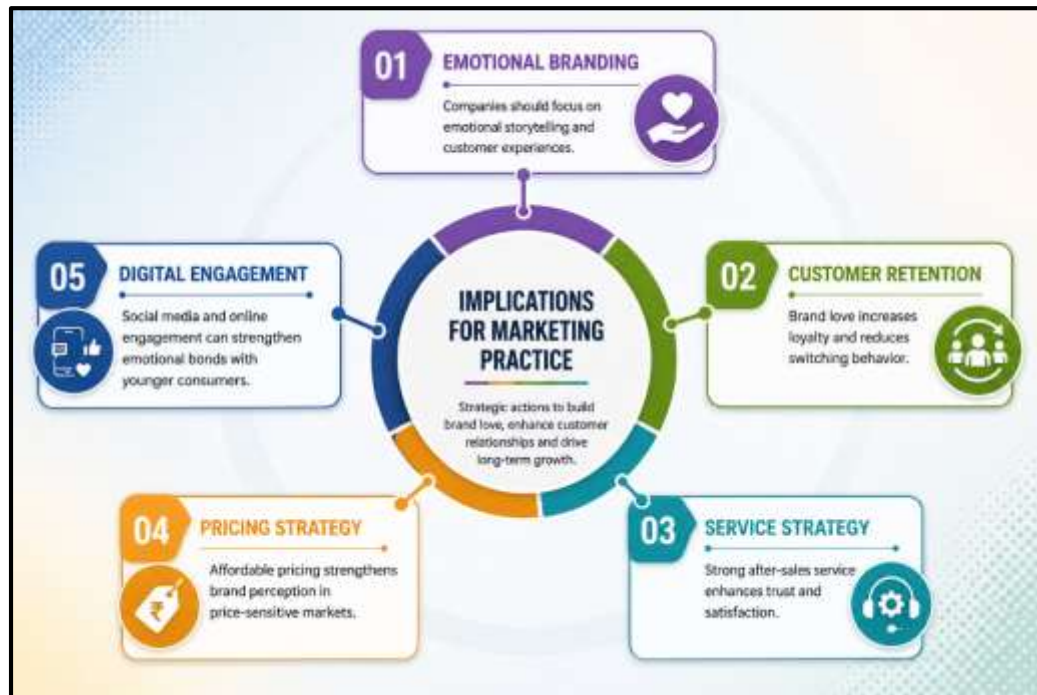 01
EMOTIONAL BRANDING
Companies should focus on
emotional storytelling and
customer experiences.
02
CUSTOMER RETENTION
Brand love increases
loyalty and reduces
switching behavior.
03
SERVICE STRATEGY
Strong after-sales service
enhances trust and
satisfaction.
04
PRICING STRATEGY
Affordable pricing strengthens
brand perception in
price-sensitive markets.
₹
05
DIGITAL ENGAGEMENT
Social media and online
engagement can strengthen
emotional bonds with
younger consumers.
IMPLICATIONS
FOR MARKETING
PRACTICE
Strategic actions to build
brand love, enhance customer
relationships and drive
long-term growth.